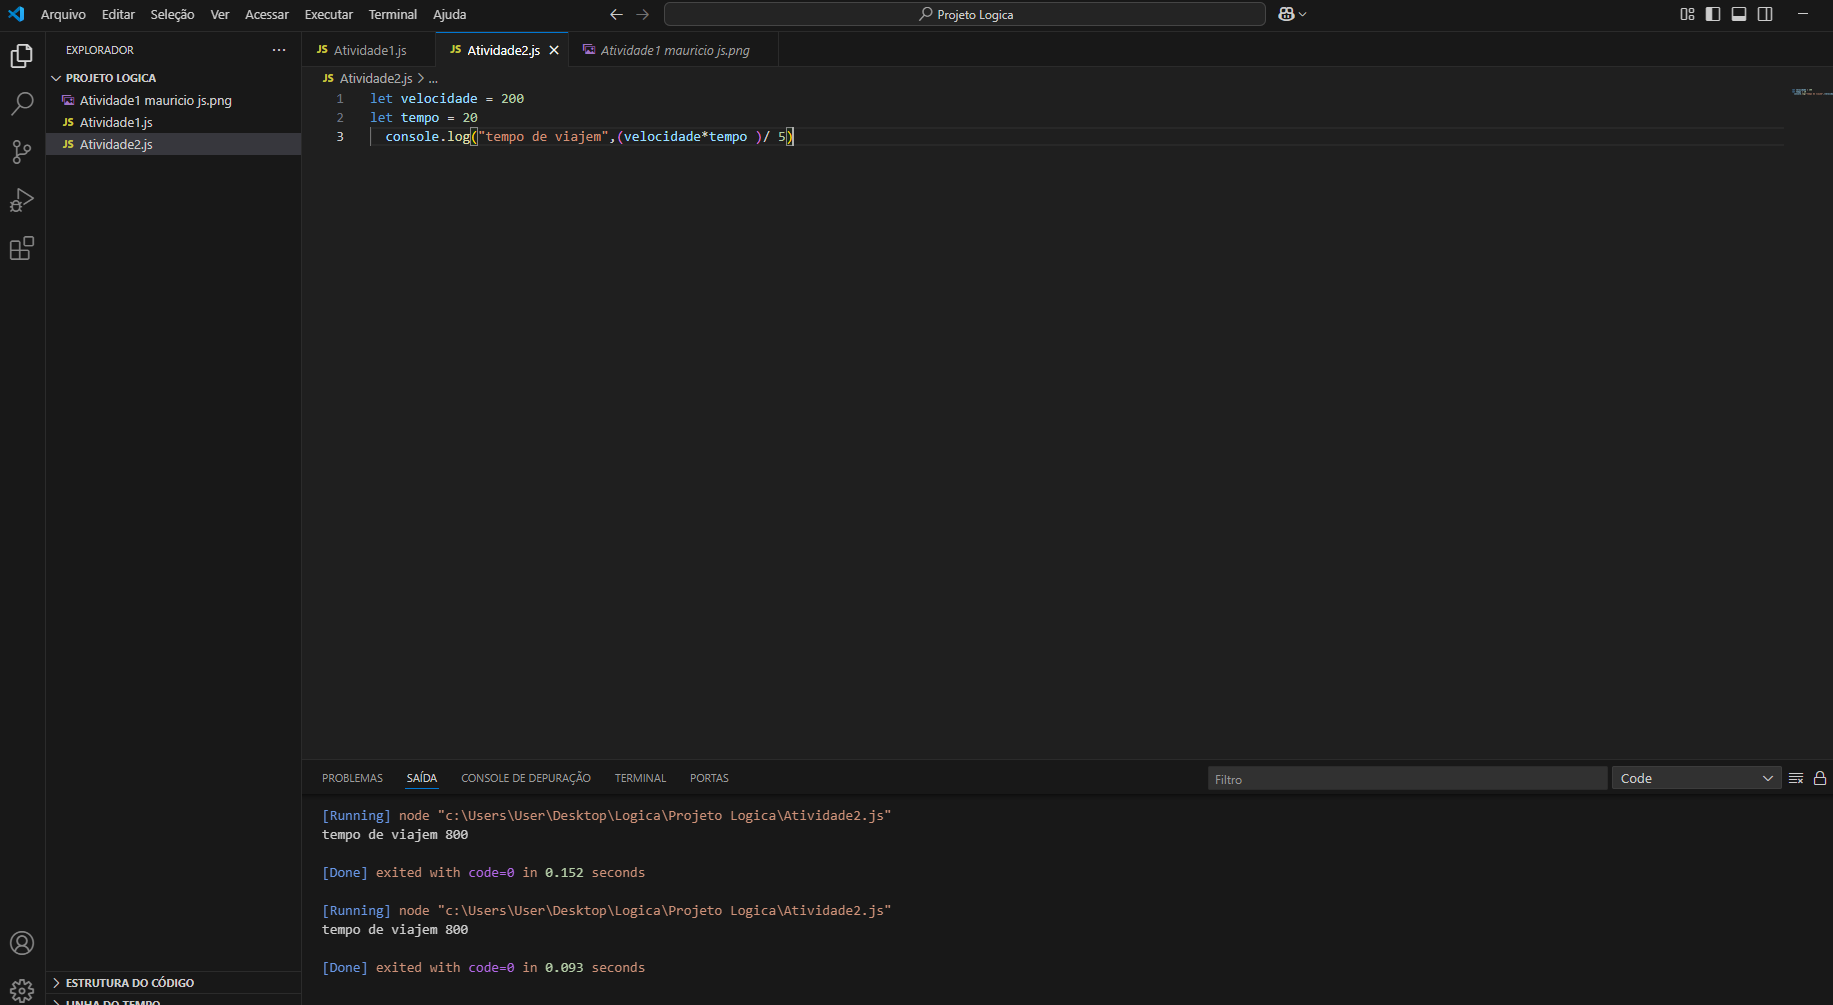 Arquivo Editar Seleção Ver Acessar Executar Terminal Ajuda
Projeto Logica
EXPLORADOR ...
PROJETO LOGICA
Atividade1 mauricio js.png
JS Atividade1.js
JS Atividade2.js
JS Atividade1.js JS Atividade2.js Atividade1 mauricio js.png
JS Atividade2.js > ...
1 let velocidade = 200
2 let tempo = 20
3 console.log("tempo de viajem",(velocidade*tempo )/ 5)
PROBLEMAS SAÍDA CONSOLE DE DEPURAÇÃO TERMINAL PORTAS
Filtro Code
[Running] node "c:\Users\User\Desktop\Logica\Projeto Logica\Atividade2.js"
tempo de viajem 800
[Done] exited with code=0 in 0.152 seconds
[Running] node "c:\Users\User\Desktop\Logica\Projeto Logica\Atividade2.js"
tempo de viajem 800
[Done] exited with code=0 in 0.093 seconds
ESTRUTURA DO CÓDIGO
LINHA DO TEMPO